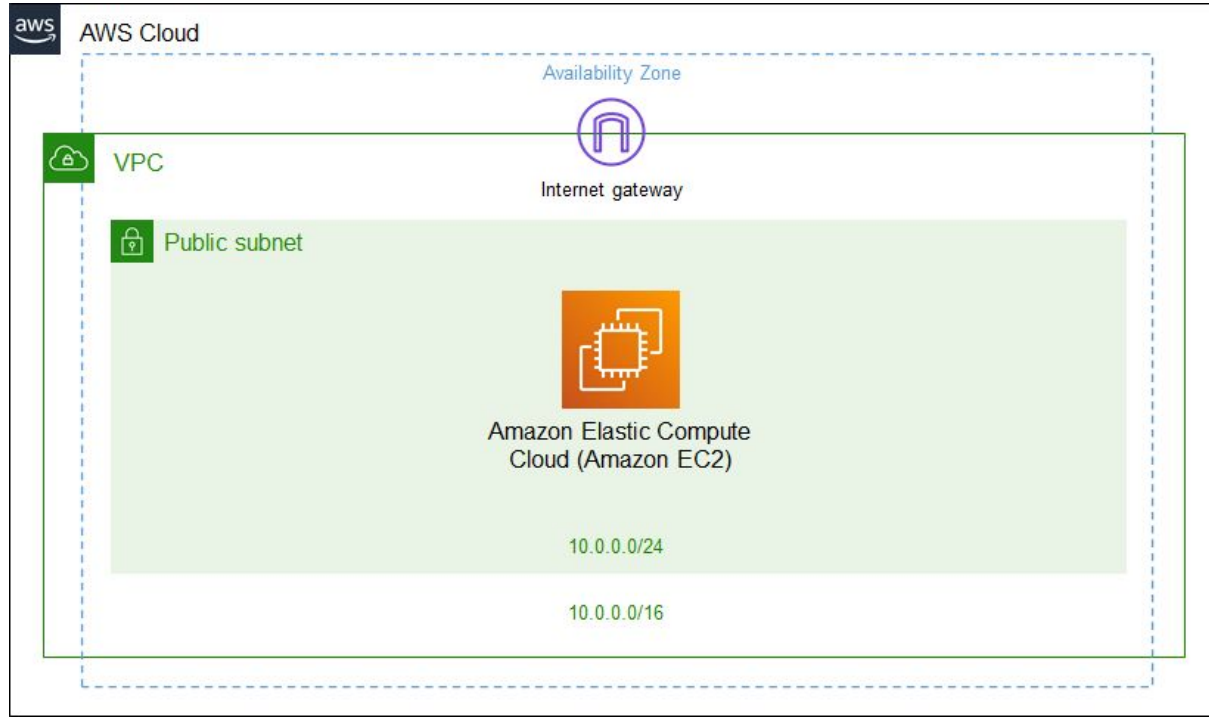 aws
AWS Cloud
Availability Zone
VPC
Internet gateway
Public subnet
Amazon Elastic Compute
Cloud (Amazon EC2)
10.0.0.0/24
10.0.0.0/16